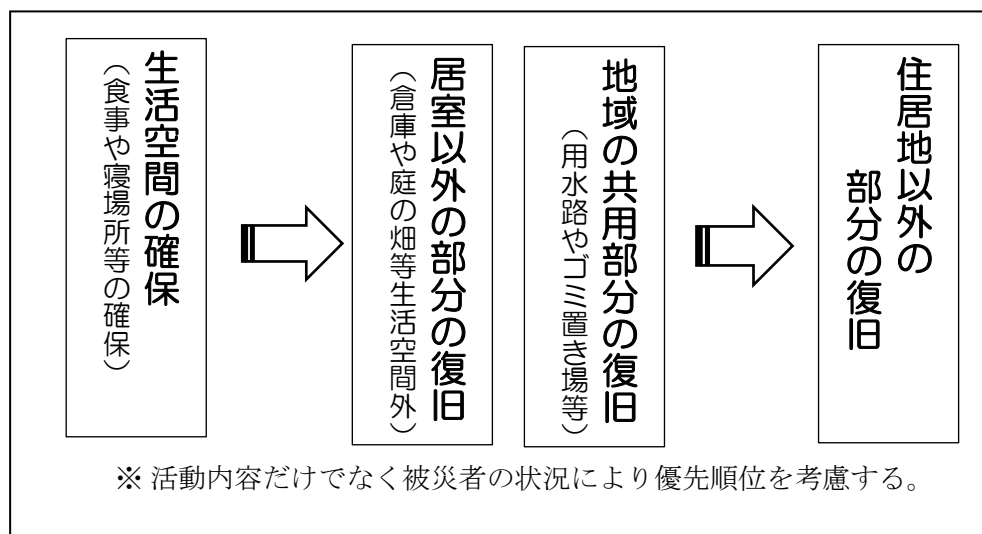 生活空間の確保
（食事や寝場所等の確保）
居室以外の部分の復旧
（倉庫や庭の畑等生活空間外）
地域の共用部分の復旧
（用水路やゴミ置き場等）
住居地以外の
部分の復旧
※ 活動内容だけでなく被災者の状況により優先順位を考慮する。